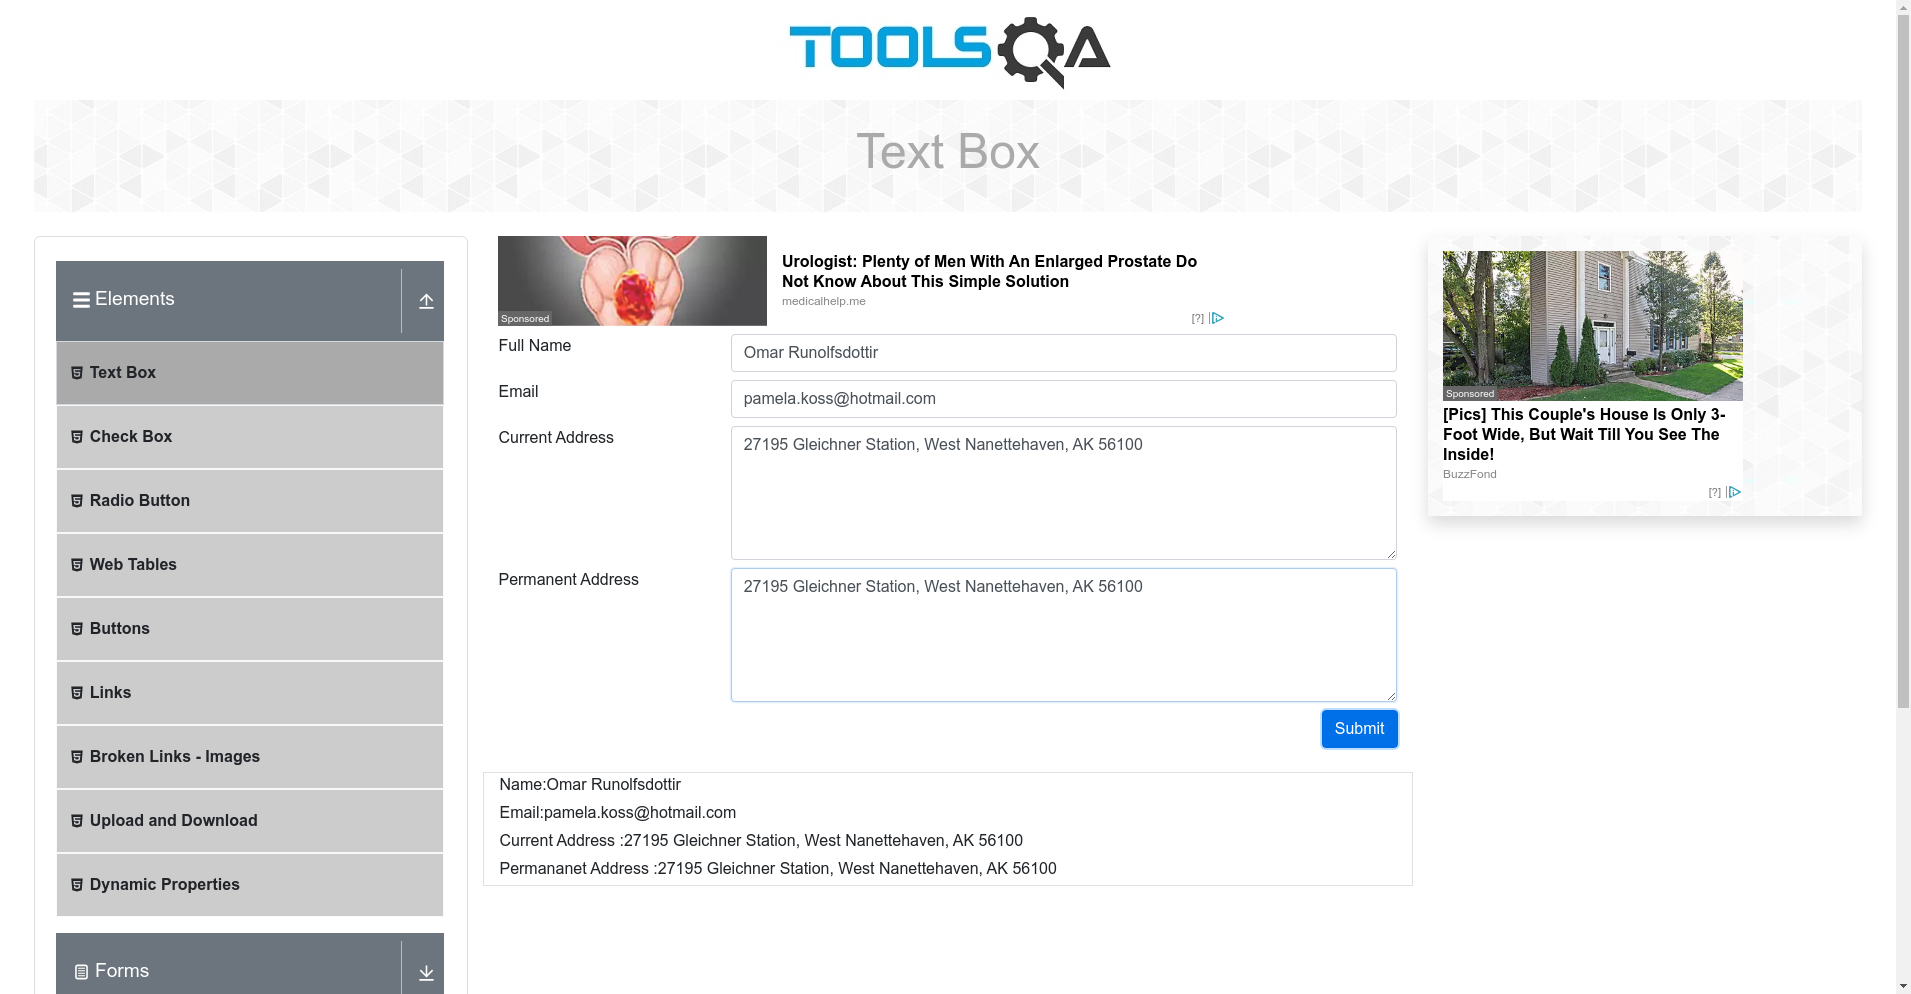 TOOLSQA
Text Box
Elements
Text Box
Check Box
Radio Button
Web Tables
Buttons
Links
Broken Links - Images
Upload and Download
Dynamic Properties
Forms
Sponsored
Urologist: Plenty of Men With An Enlarged Prostate Do
Not Know About This Simple Solution
medicalhelp.me
[?]
Full Name
Omar Runolfsdottir
Email
pamela.koss@hotmail.com
Current Address
27195 Gleichner Station, West Nanettehaven, AK 56100
Permanent Address
27195 Gleichner Station, West Nanettehaven, AK 56100
Submit
Name:Omar Runolfsdottir
Email:pamela.koss@hotmail.com
Current Address :27195 Gleichner Station, West Nanettehaven, AK 56100
Permananet Address :27195 Gleichner Station, West Nanettehaven, AK 56100
Sponsored
[Pics] This Couple's House Is Only 3-
Foot Wide, But Wait Till You See The
Inside!
BuzzFond
[?]